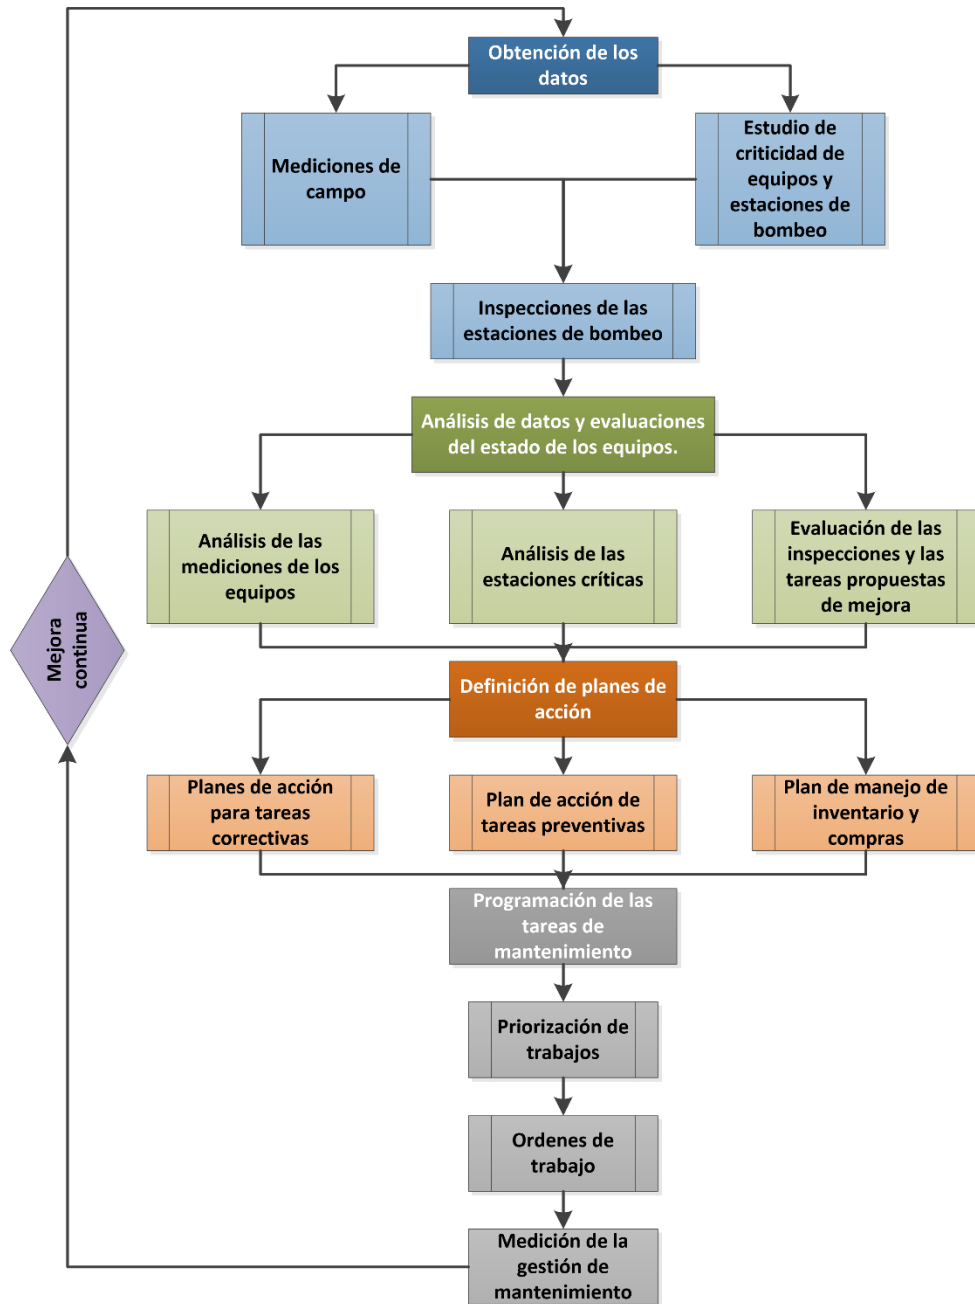 Obtención de los
datos
Mediciones de
campo
Estudio de
criticidad de
equipos y
estaciones de
bombeo
Inspecciones de las
estaciones de bombeo
Análisis de datos y evaluaciones
del estado de los equipos.
Análisis de las
mediciones de los
equipos
Análisis de las
estaciones críticas
Evaluación de las
inspecciones y las
tareas propuestas
de mejora
Mejora
continua
Definición de planes de
acción
Planes de acción
para tareas
correctivas
Plan de acción de
tareas preventivas
Plan de manejo de
inventario y
compras
Programación de las
tareas de
mantenimiento
Priorización de
trabajos
Ordenes de
trabajo
Medición de la
gestión de
mantenimiento